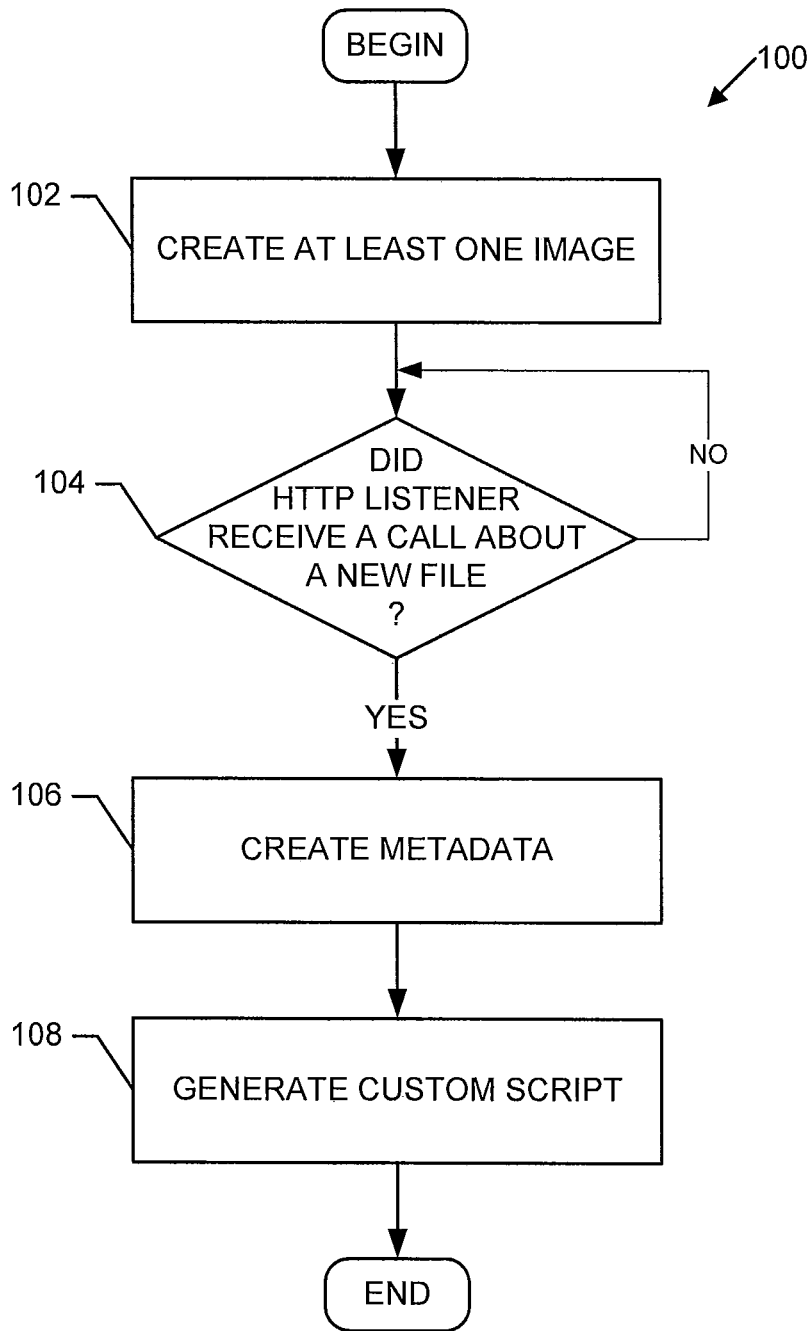 BEGIN
100
102
CREATE AT LEAST ONE IMAGE
104
DID
HTTP LISTENER
RECEIVE A CALL ABOUT
A NEW FILE
?
NO
YES
106
CREATE METADATA
108
GENERATE CUSTOM SCRIPT
END